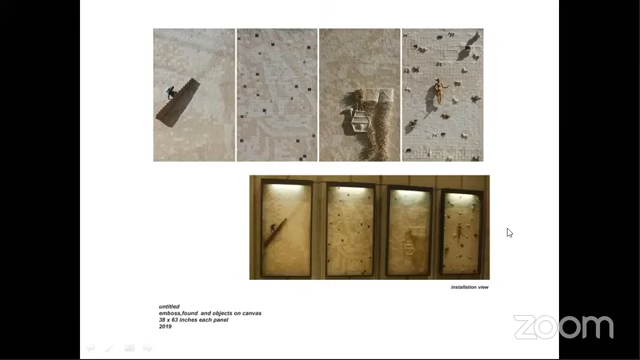 installation view
untitled
emboss,found and objects on canvas
38 x 63 inches each panel
2019
zoom